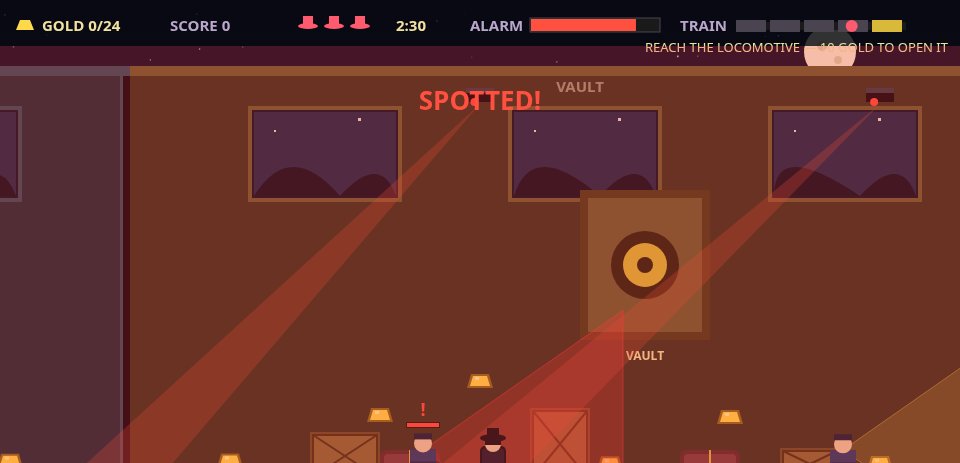 GOLD 0/24 SCORE 0 2:30 ALARM TRAIN
REACH THE LOCOMOTIVE — 10 GOLD TO OPEN IT
VAULT
SPOTTED!
VAULT
!